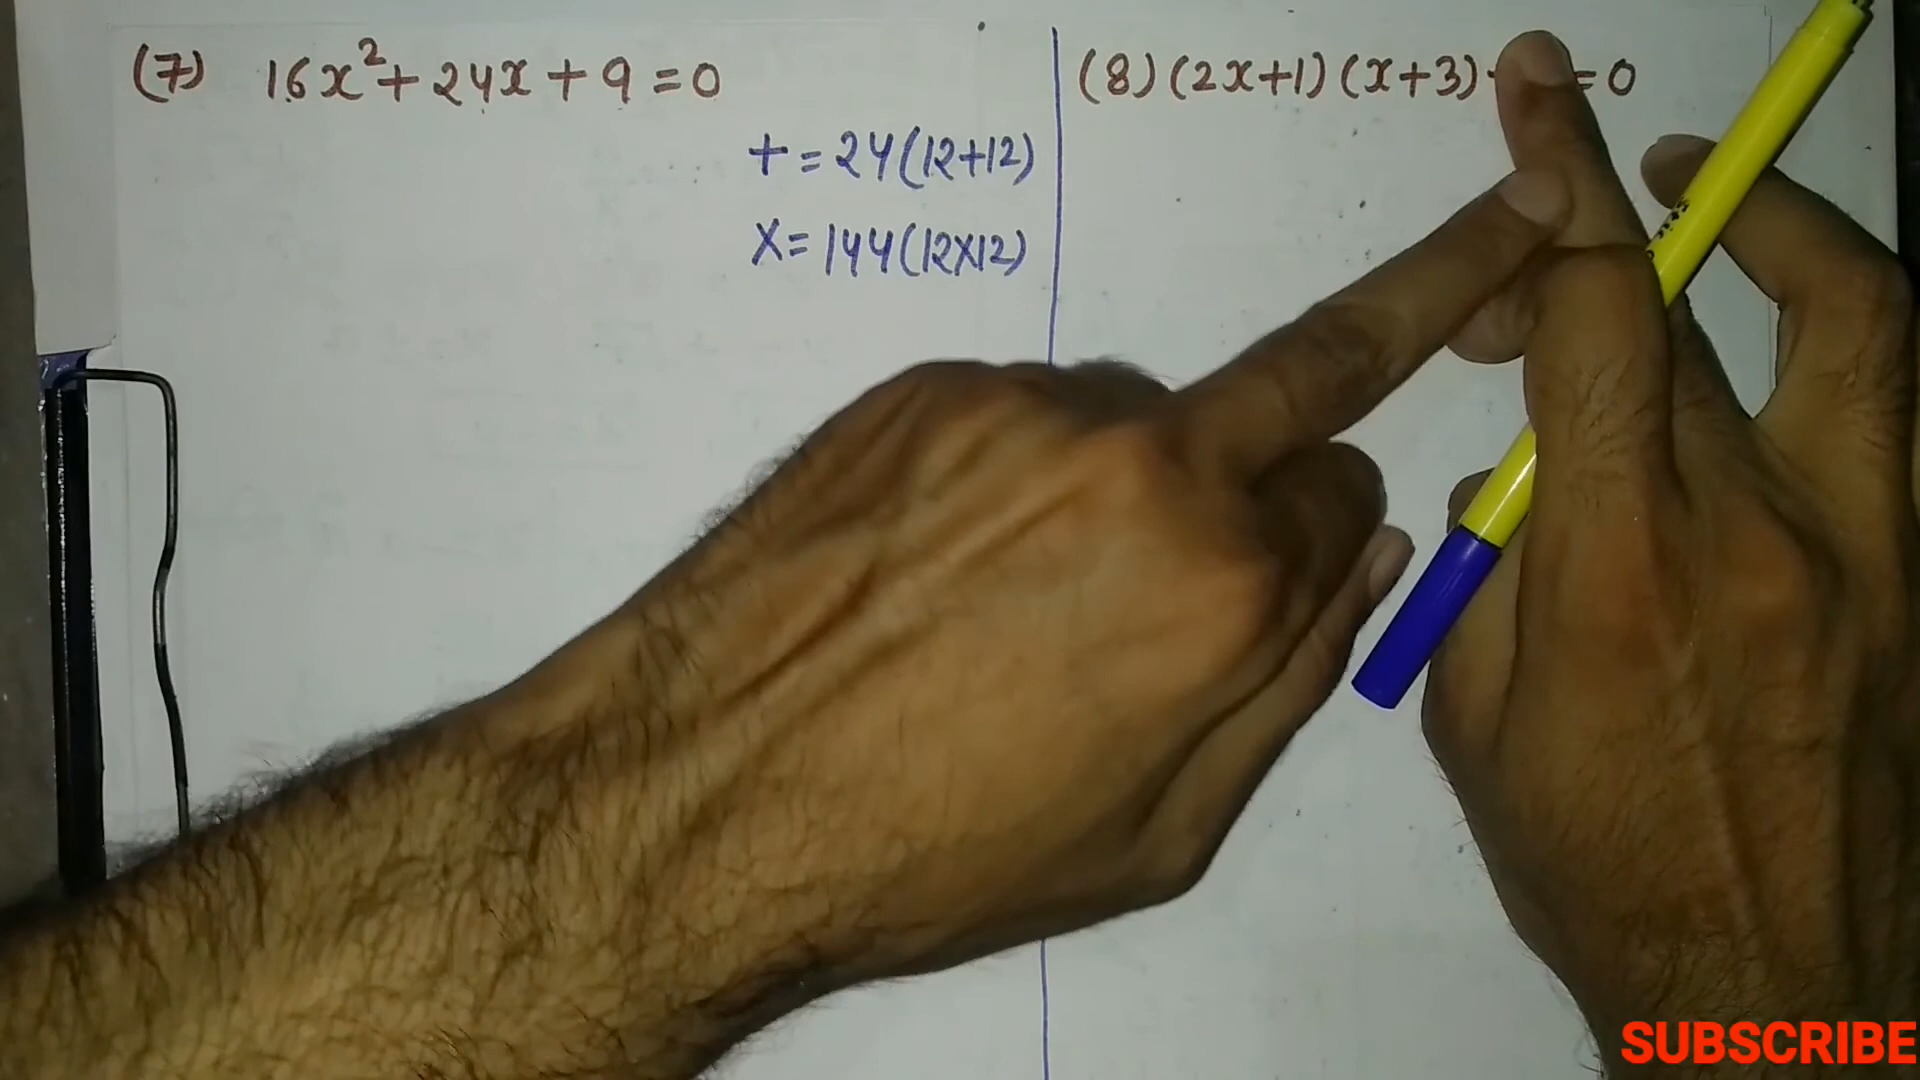 (7) 16x²+24x+9=0
+=24(12+12)
X=144(12X12)
(8)(2x+1)(x+3) =0
SUBSCRIBE